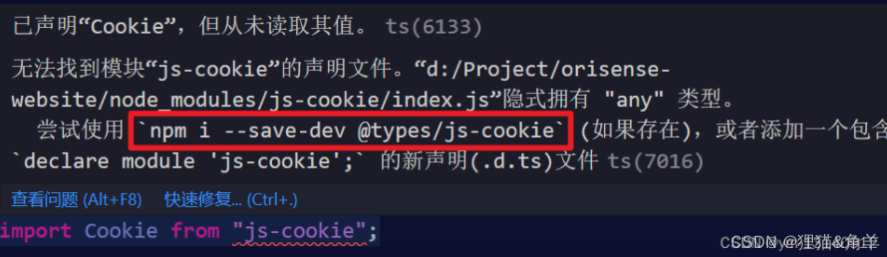 已声明“Cookie”，但从未读取其值。 ts(6133)
无法找到模块“js-cookie”的声明文件。“d:/Project/orisense-
website/node_modules/js-cookie/index.js”隐式拥有 "any" 类型。
尝试使用 `npm i --save-dev @types/js-cookie` (如果存在)，或者添加一个包含
`declare module 'js-cookie';` 的新声明(.d.ts)文件 ts(7016)
查看问题 (Alt+F8) 快速修复... (Ctrl+.)
import Cookie from "js-cookie";
CSDN @狸猫&角羊